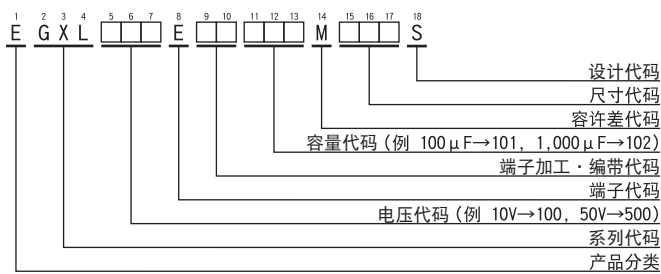 1 2 3 4 5 6 7 8 9 10 11 12 13 14 15 16 17 18
E GXL □□□ E □□ □□□ M □□□ S
设计代码
尺寸代码
容许差代码
容量代码 (例 100μF→101, 1,000μF→102)
端子加工·编带代码
端子代码
电压代码 (例 10V→100, 50V→500)
系列代码
产品分类